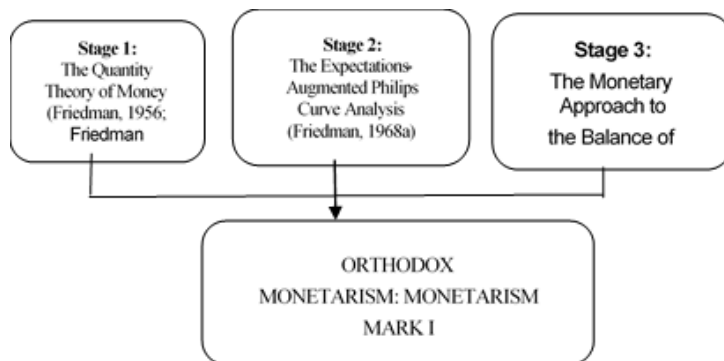 Stage 1:
The Quantity
Theory of Money
(Friedman, 1956;
Friedman
Stage 2:
The Expectations-
Augmented Philips
Curve Analysis
(Friedman, 1968a)
Stage 3:
The Monetary
Approach to
the Balance of
ORTHODOX
MONETARISM: MONETARISM
MARK I